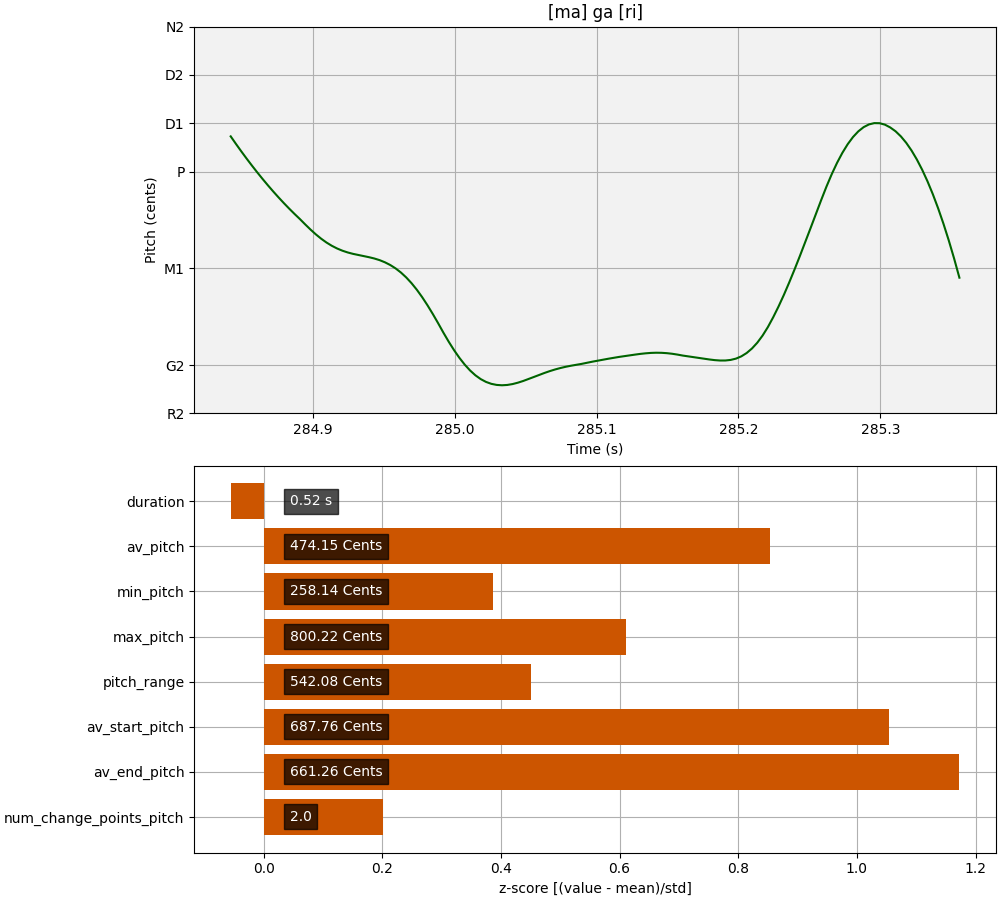 [ma] ga [ri]
N2
D2
D1
P
M1
G2
R2
Pitch (cents)
284.9 285.0 285.1 285.2 285.3
Time (s)
duration 0.52 s
av_pitch 474.15 Cents
min_pitch 258.14 Cents
max_pitch 800.22 Cents
pitch_range 542.08 Cents
av_start_pitch 687.76 Cents
av_end_pitch 661.26 Cents
num_change_points_pitch 2.0
0.0 0.2 0.4 0.6 0.8 1.0 1.2
z-score [(value - mean)/std]